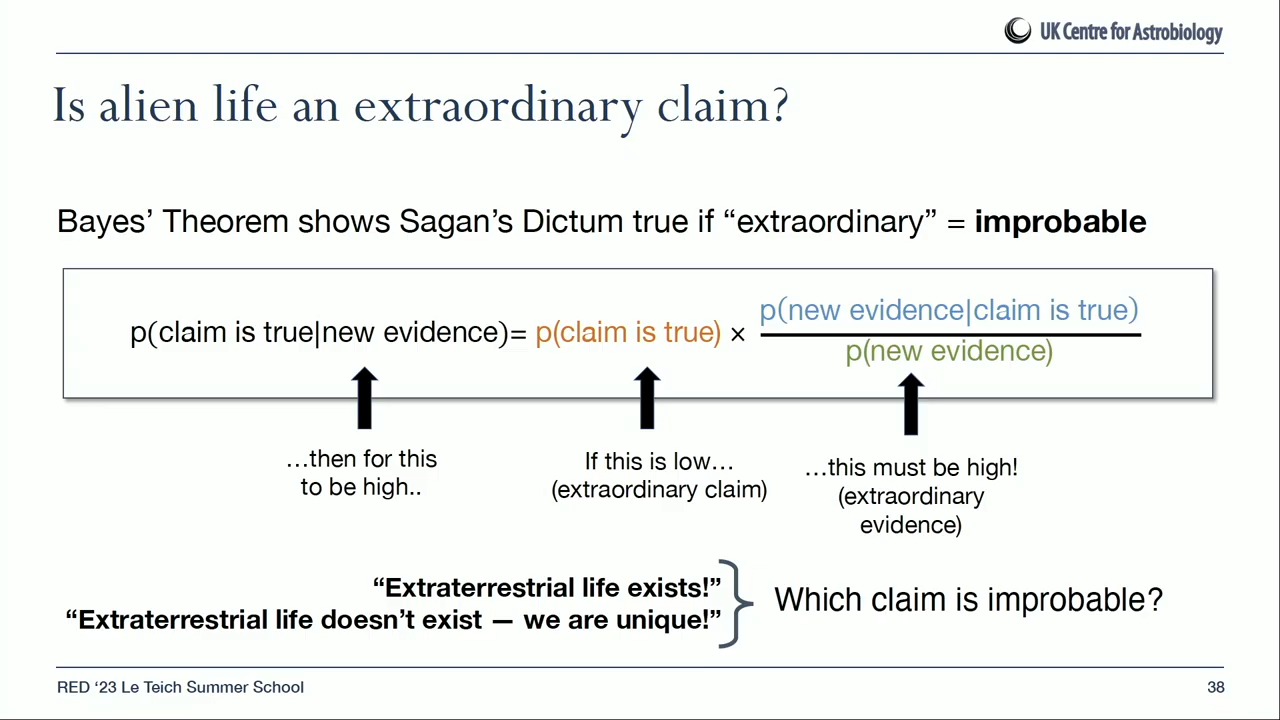 UK Centre for Astrobiology
Is alien life an extraordinary claim?
Bayes’ Theorem shows Sagan’s Dictum true if “extraordinary” = improbable
p(claim is true|new evidence)= p(claim is true) × p(new evidence|claim is true)
p(new evidence)
…then for this
to be high..
If this is low…
(extraordinary claim)
…this must be high!
(extraordinary
evidence)
“Extraterrestrial life exists!”
“Extraterrestrial life doesn’t exist — we are unique!”
Which claim is improbable?
RED ‘23 Le Teich Summer School
38